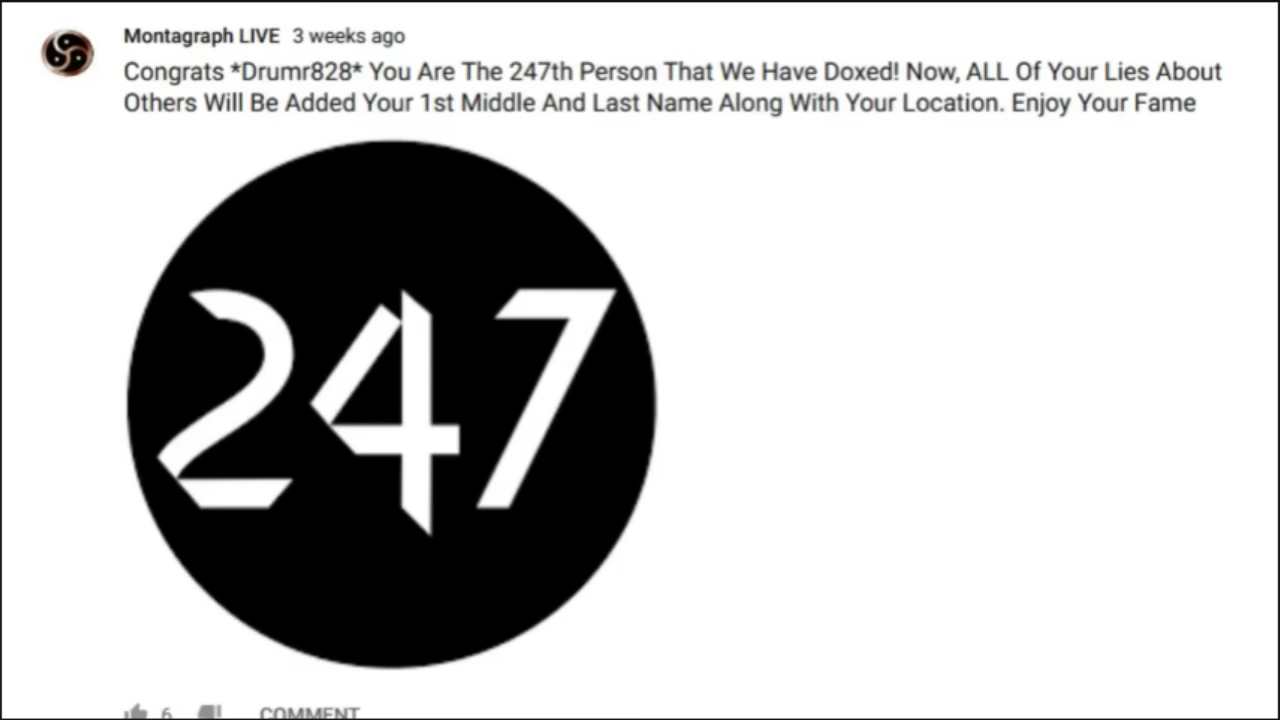 Montagraph LIVE 3 weeks ago
Congrats *Drumr828* You Are The 247th Person That We Have Doxed! Now, ALL Of Your Lies About
Others Will Be Added Your 1st Middle And Last Name Along With Your Location. Enjoy Your Fame
247
6 COMMENT